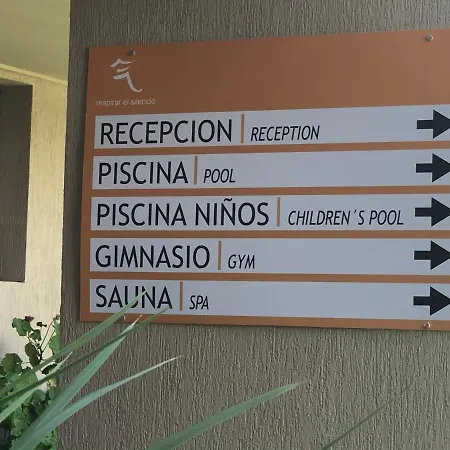 respirar el silencio
RECEPCION | RECEPTION
PISCINA | POOL
PISCINA NIÑOS | CHILDREN´S POOL
GIMNASIO | GYM
SAUNA | SPA